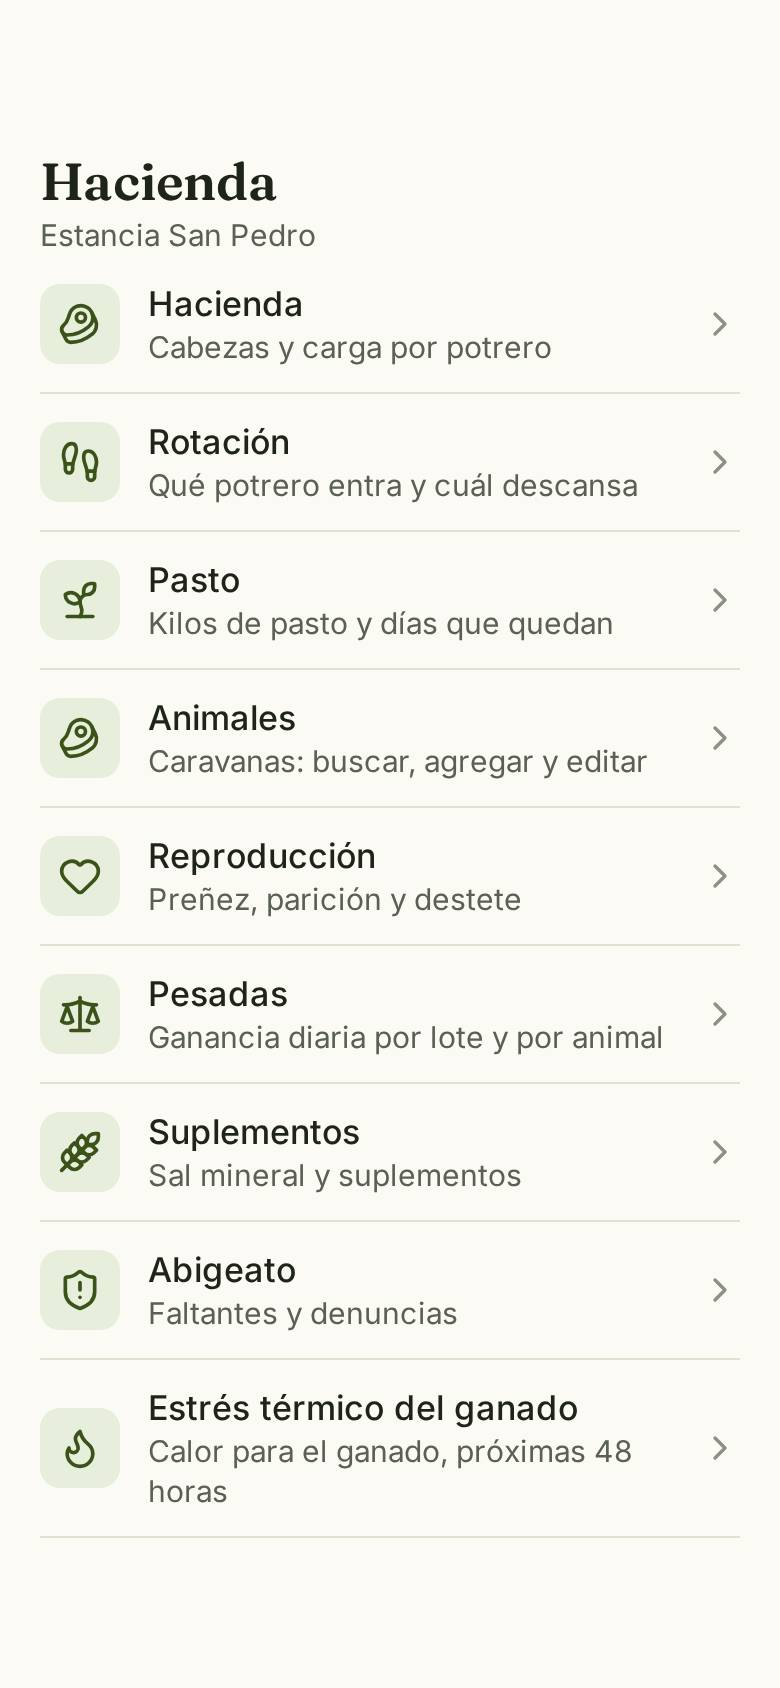 Hacienda
Estancia San Pedro
Hacienda
Cabezas y carga por potrero
Rotación
Qué potrero entra y cuál descansa
Pasto
Kilos de pasto y días que quedan
Animales
Caravanas: buscar, agregar y editar
Reproducción
Preñez, parición y destete
Pesadas
Ganancia diaria por lote y por animal
Suplementos
Sal mineral y suplementos
Abigeato
Faltantes y denuncias
Estrés térmico del ganado
Calor para el ganado, próximas 48
horas